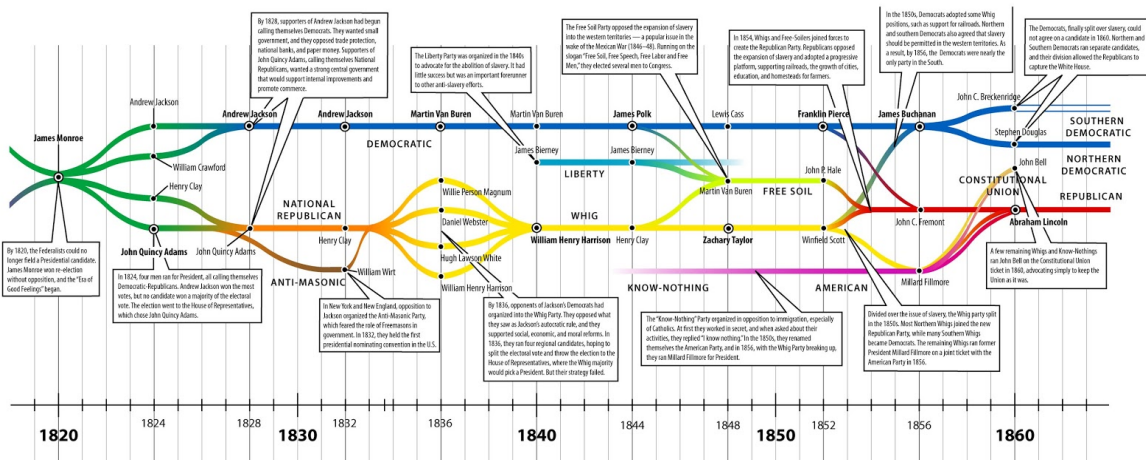 By 1828, supporters of Andrew Jackson had begun
calling themselves Democrats. They wanted small
government, and they opposed trade protection,
national banks, and paper money. Supporters of
John Quincy Adams, calling themselves National
Republicans, wanted a strong central government
that would support internal improvements and
promote commerce.
The Liberty Party was organized in the 1840s
to advocate for the abolition of slavery. It had
little success but was an important forerunner
to other anti-slavery efforts.
The Free Soil Party opposed the expansion of slavery
into the western territories — a popular issue in the
wake of the Mexican War (1846–48). Running on the
slogan "Free Soil, Free Speech, Free Labor and Free
Men," they elected several men to Congress.
In 1854, Whigs and Free-Soilers joined forces to
create the Republican Party. Republicans opposed
the expansion of slavery and adopted a progressive
platform, supporting railroads, the growth of cities,
education, and homesteads for farmers.
In the 1850s, Democrats adopted some Whig
positions, such as support for railroads. Northern
and southern Democrats also agreed that slavery
should be permitted in the western territories. As
a result, by 1856, the Democrats were nearly the
only party in the South.
The Democrats, finally split over slavery, could
not agree on a candidate in 1860. Northern and
Southern Democrats ran separate candidates,
and their division allowed the Republicans to
capture the White House.
Andrew Jackson
James Monroe
William Crawford
Henry Clay
John Quincy Adams
Andrew Jackson
Andrew Jackson
Martin Van Buren
Martin Van Buren
James Polk
Lewis Cass
Franklin Pierce
James Buchanan
John C. Breckenridge
Stephen Douglas
DEMOCRATIC
SOUTHERN
DEMOCRATIC
NORTHERN
DEMOCRATIC
James Bierney
James Bierney
LIBERTY
Martin Van Buren
FREE SOIL
John P. Hale
John Bell
CONSTITUTIONAL
UNION
REPUBLICAN
NATIONAL
REPUBLICAN
John Quincy Adams
Henry Clay
William Wirt
ANTI-MASONIC
Willie Person Magnum
Daniel Webster
Hugh Lawson White
William Henry Harrison
WHIG
William Henry Harrison
Henry Clay
Zachary Taylor
Winfield Scott
John C. Fremont
Abraham Lincoln
KNOW-NOTHING
AMERICAN
Millard Fillmore
By 1820, the Federalists could no
longer field a Presidential candidate.
James Monroe won re-election
without opposition, and the "Era of
Good Feelings" began.
In 1824, four men ran for President, all calling themselves
Democratic-Republicans. Andrew Jackson won the most
votes, but no candidate won a majority of the electoral
vote. The election went to the House of Representatives,
which chose John Quincy Adams.
In New York and New England, opposition to
Jackson organized the Anti-Masonic Party,
which feared the role of Freemasons in
government. In 1832, they held the first
presidential nominating convention in the U.S.
By 1836, opponents of Jackson's Democrats had
organized into the Whig Party. They opposed what
they saw as Jackson's autocratic rule, and they
supported social, economic, and moral reforms. In
1836, they ran four regional candidates, hoping
to split the electoral vote and throw the election to the
House of Representatives, where the Whig majority
would pick a President. But their strategy failed.
The "Know-Nothing" Party organized in opposition to immigration, especially
of Catholics. At first they worked in secret, and when asked about their
activities, they replied "I know nothing." In the 1850s, they renamed
themselves the American Party, and in 1856, with the Whig Party breaking up,
they ran Millard Fillmore for President.
Divided over the issue of slavery, the Whig party split
in the 1850s. Most Northern Whigs joined the new
Republican Party, while many Southern Whigs
became Democrats. The remaining Whigs ran former
President Millard Fillmore on a joint ticket with the
American Party in 1856.
A few remaining Whigs and Know-Nothings
ran John Bell on the Constitutional Union
ticket in 1860, advocating simply to keep the
Union as it was.
1820
1824
1828
1830
1832
1836
1840
1844
1848
1850
1852
1856
1860